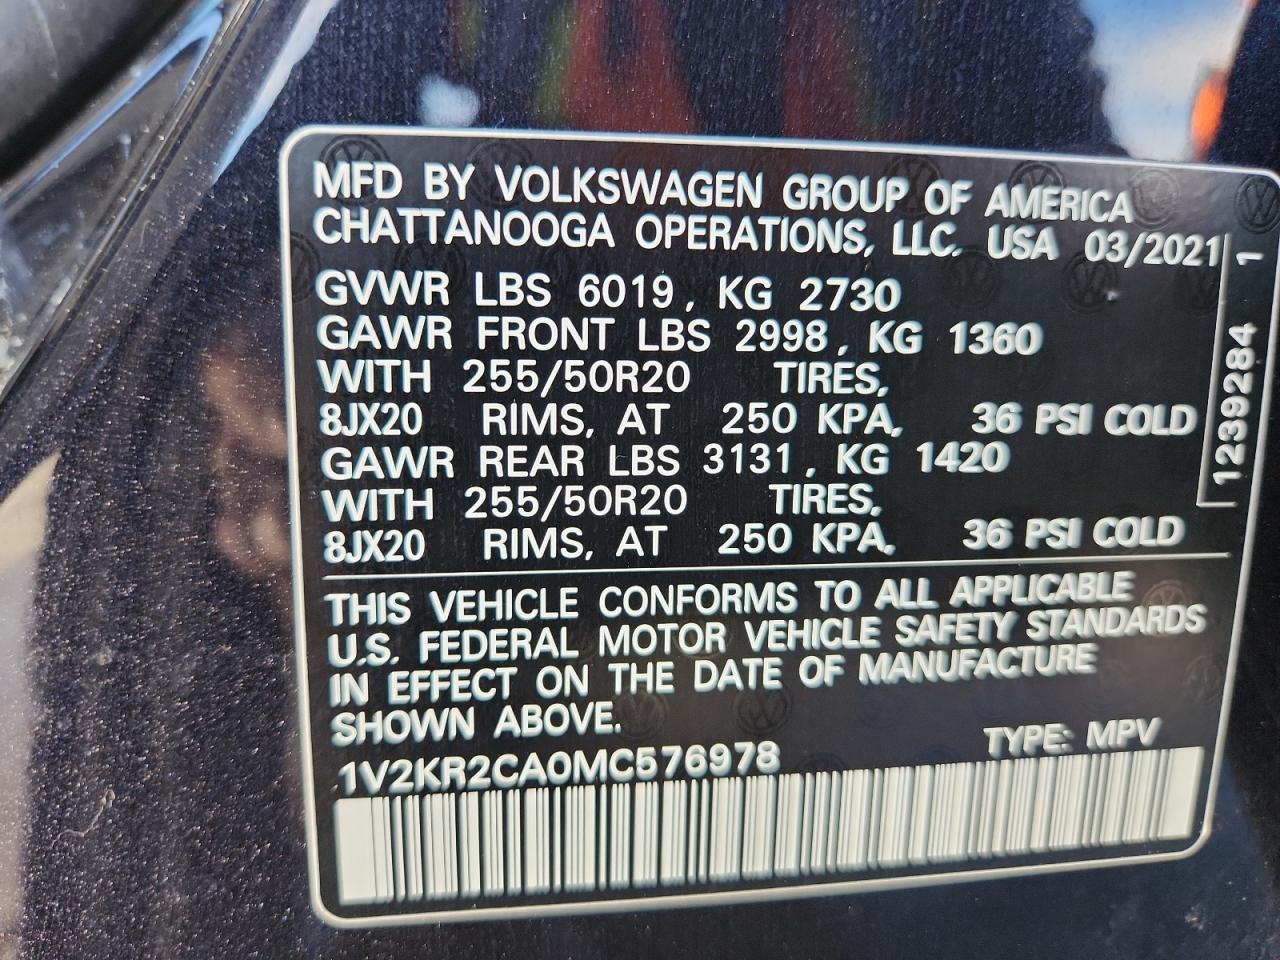 MFD BY VOLKSWAGEN GROUP OF AMERICA
CHATTANOOGA OPERATIONS, LLC. USA 03/2021
GVWR LBS 6019, KG 2730
GAWR FRONT LBS 2998, KG 1360
WITH 255/50R20 TIRES,
8JX20 RIMS, AT 250 KPA, 36 PSI COLD
GAWR REAR LBS 3131, KG 1420
WITH 255/50R20 TIRES,
8JX20 RIMS, AT 250 KPA, 36 PSI COLD
1239284 1
THIS VEHICLE CONFORMS TO ALL APPLICABLE
U.S. FEDERAL MOTOR VEHICLE SAFETY STANDARDS
IN EFFECT ON THE DATE OF MANUFACTURE
SHOWN ABOVE.
TYPE: MPV
1V2KR2CA0MC576978